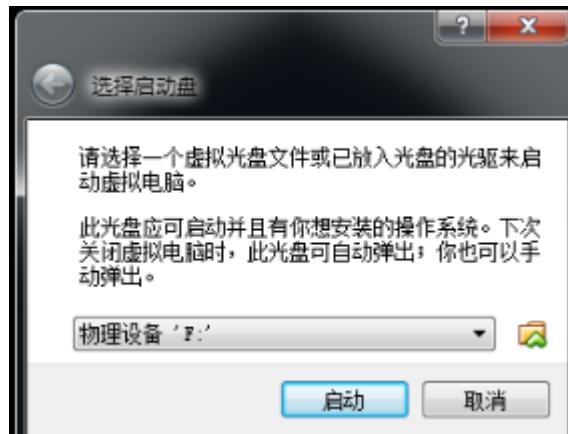 ?
选择启动盘
请选择一个虚拟光盘文件或已放入光盘的光驱来启
动虚拟电脑。
此光盘应可启动并且有你想安装的操作系统。下次
关闭虚拟电脑时，此光盘可自动弹出；你也可以手
动弹出。
物理设备 'F:'
启动 取消